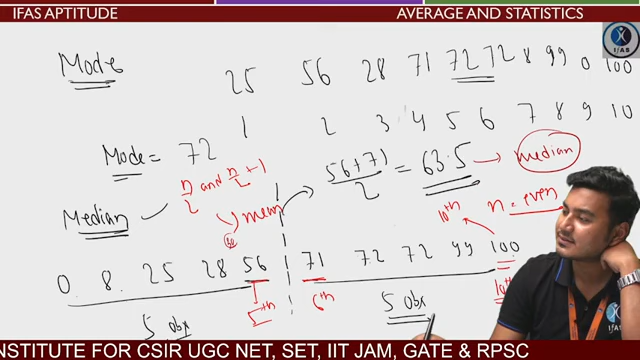 IFAS APTITUDE AVERAGE AND STATISTICS
IFAS
Mode 25 56 28 71 72 72 8 99 0 100
1 2 3 4 5 6 7 8 9 10
Mode = 72
n/2 and n/2 + 1
(56+71)/2 = 63.5 → median
Median
mean
n = even
10th
0 8 25 28 56 71 72 72 99 100
5th 6th 10th
5 obx 5 obx
INSTITUTE FOR CSIR UGC NET, SET, IIT JAM, GATE & RPSC